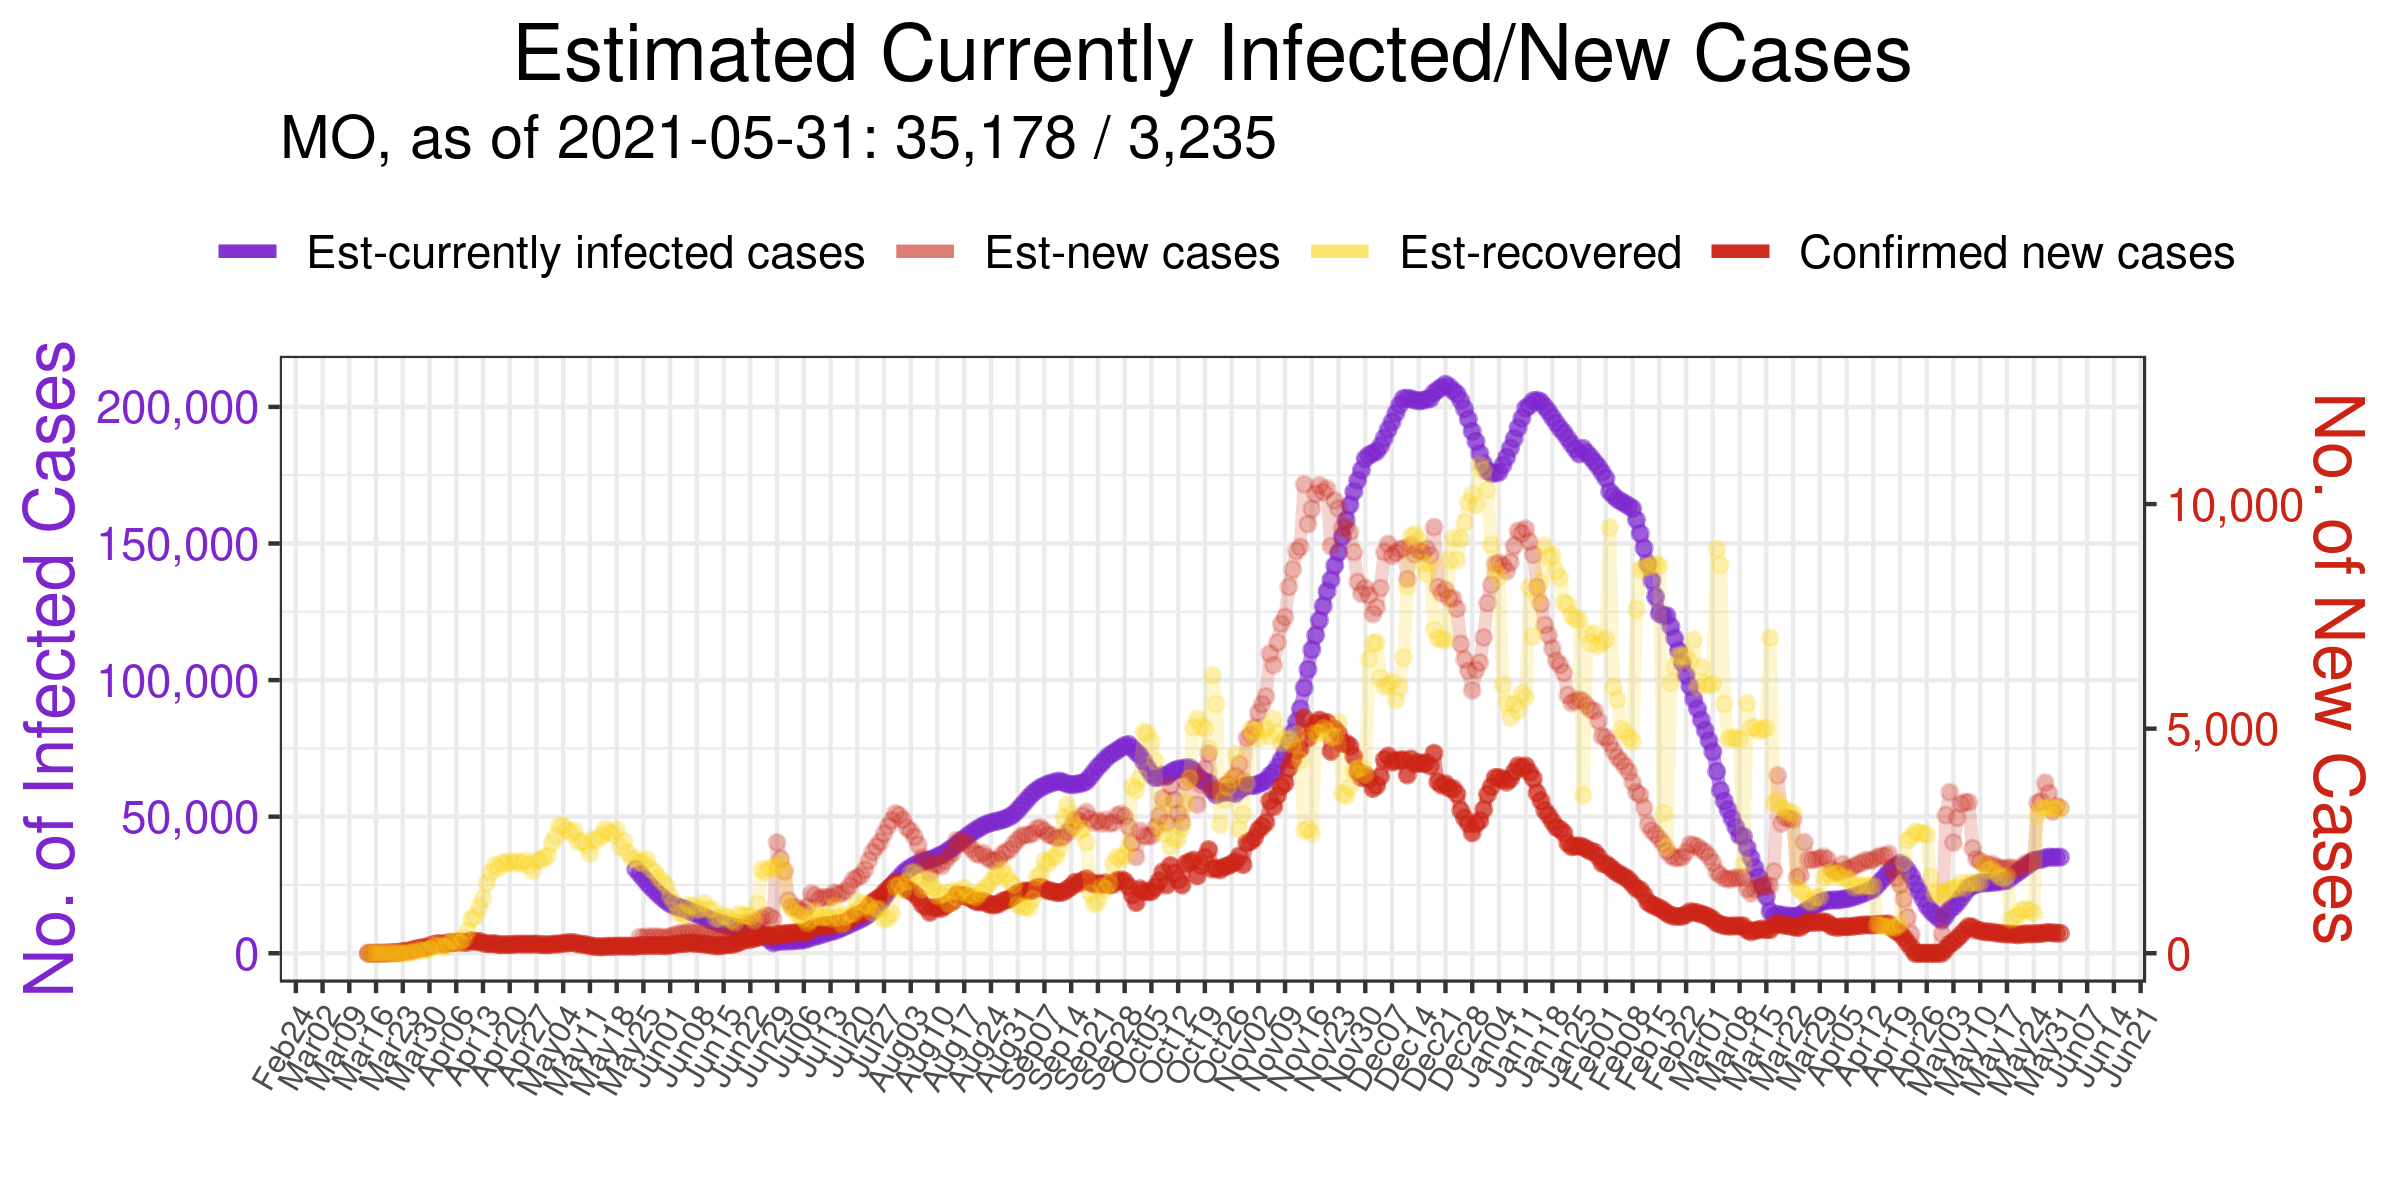 Estimated Currently Infected/New Cases
MO, as of 2021-05-31: 35,178 / 3,235
Est-currently infected cases
Est-new cases
Est-recovered
Confirmed new cases
No. of Infected Cases
200,000
150,000
100,000
50,000
0
No. of New Cases
10,000
5,000
0
Feb24
Mar02
Mar09
Mar16
Mar23
Mar30
Apr06
Apr13
Apr20
Apr27
May04
May11
May18
May25
Jun01
Jun08
Jun15
Jun22
Jun29
Jul06
Jul13
Jul20
Jul27
Aug03
Aug10
Aug17
Aug24
Aug31
Sep07
Sep14
Sep21
Sep28
Oct05
Oct12
Oct19
Oct26
Nov02
Nov09
Nov16
Nov23
Nov30
Dec07
Dec14
Dec21
Dec28
Jan04
Jan11
Jan18
Jan25
Feb01
Feb08
Feb15
Feb22
Mar01
Mar08
Mar15
Mar22
Mar29
Apr05
Apr12
Apr19
Apr26
May03
May10
May17
May24
May31
Jun07
Jun14
Jun21